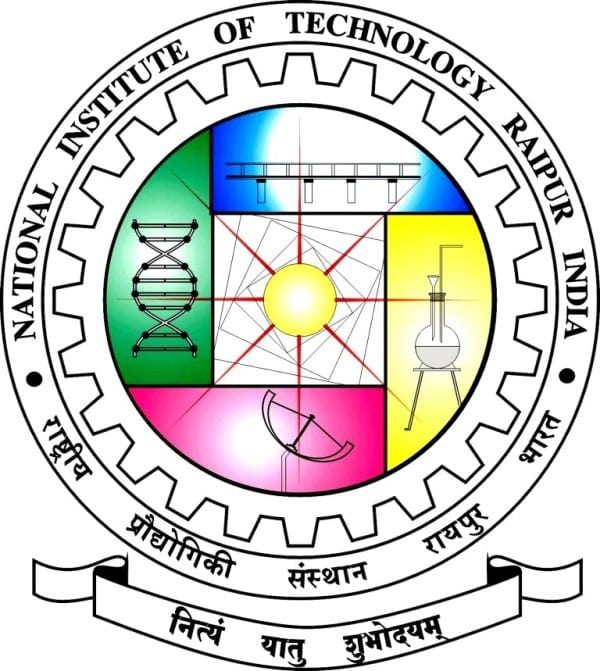 NATIONAL INSTITUTE OF TECHNOLOGY RAIPUR INDIA
राष्ट्रीय प्रौद्योगिकी संस्थान रायपुर भारत
नित्यं यातु शुभोदयम्